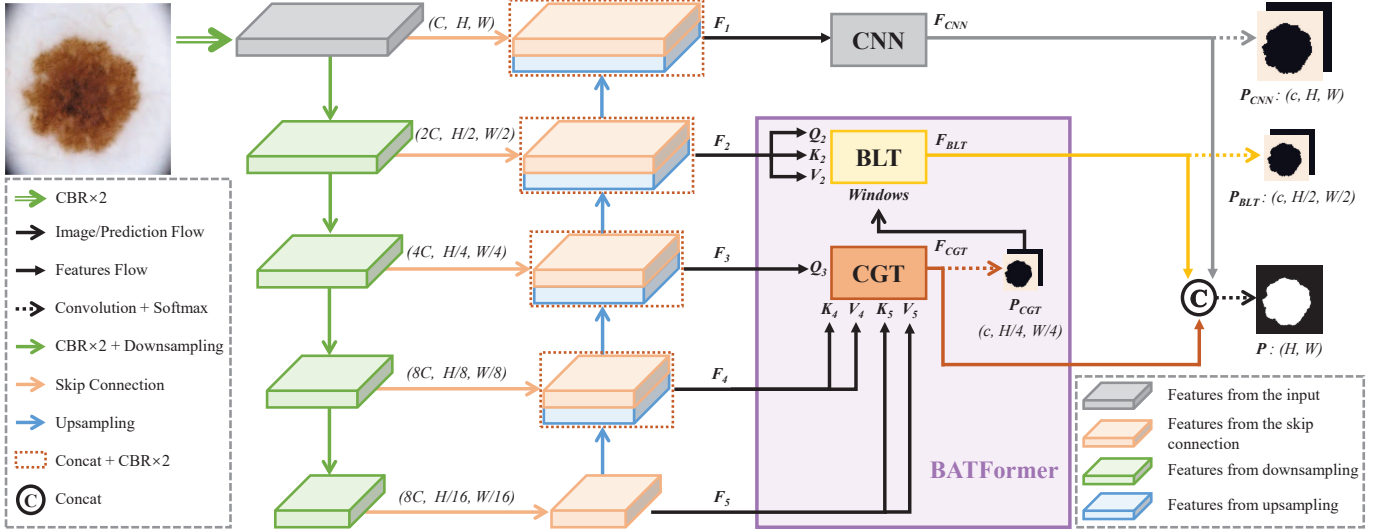 (C, H, W)
F1
CNN
FCNN
PCNN : (c, H, W)
(2C, H/2, W/2)
F2
Q2
K2
V2
BLT
Windows
FBLT
PBLT : (c, H/2, W/2)
CBR×2
Image/Prediction Flow
Features Flow
Convolution + Softmax
CBR×2 + Downsampling
Skip Connection
Upsampling
Concat + CBR×2
C Concat
(4C, H/4, W/4)
F3
Q3
CGT
FCGT
K4 V4 K5 V5
PCGT
(c, H/4, W/4)
C
P : (H, W)
(8C, H/8, W/8)
F4
(8C, H/16, W/16)
F5
BATFormer
Features from the input
Features from the skip
connection
Features from downsampling
Features from upsampling